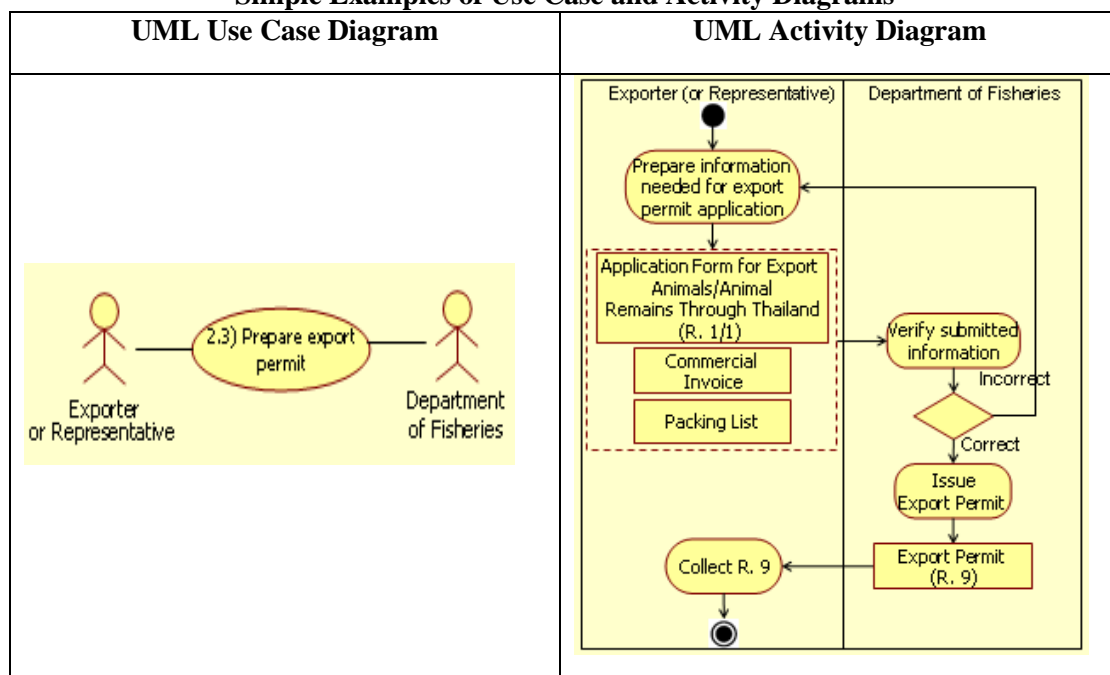 Simple Examples of Use Case and Activity Diagrams
UML Use Case Diagram
UML Activity Diagram
2.3) Prepare export
permit
Exporter
or Representative
Department
of Fisheries
Exporter (or Representative)
Department of Fisheries
Prepare information
needed for export
permit application
Application Form for Export
Animals/Animal
Remains Through Thailand
(R. 1/1)
Commercial
Invoice
Packing List
Verify submitted
information
Incorrect
Correct
Issue
Export Permit
Export Permit
(R. 9)
Collect R. 9